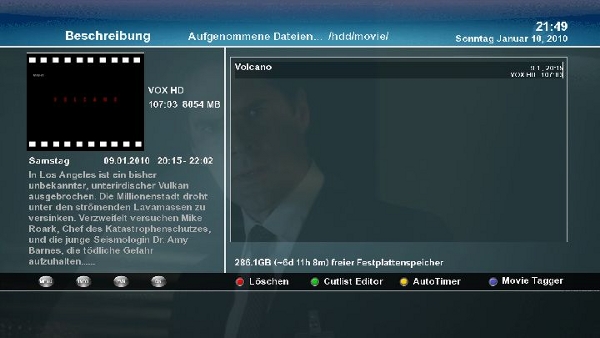 21:49
Beschreibung
Aufgenommene Dateien... /hdd/movie/
Sonntag Januar 10, 2010
VOX HD
107:03 8054 MB
Samstag 09.01.2010 20:15- 22:02
In Los Angeles ist ein bisher
unbekannter, unterirdischer Vulkan
ausgebrochen. Die Millionenstadt droht
unter den strömenden Lavamassen zu
versinken. Verzweifelt versuchen Mike
Roark, Chef des Katastrophenschutzes,
und die junge Seismologin Dr. Amy
Barnes, die tödliche Gefahr
aufzuhalten......
Volcano
9.1., 20:15
VOX HD 107:03
286.1GB (~6d 11h 8m) freier Festplattenspeicher
Löschen
Cutlist Editor
AutoTimer
Movie Tagger